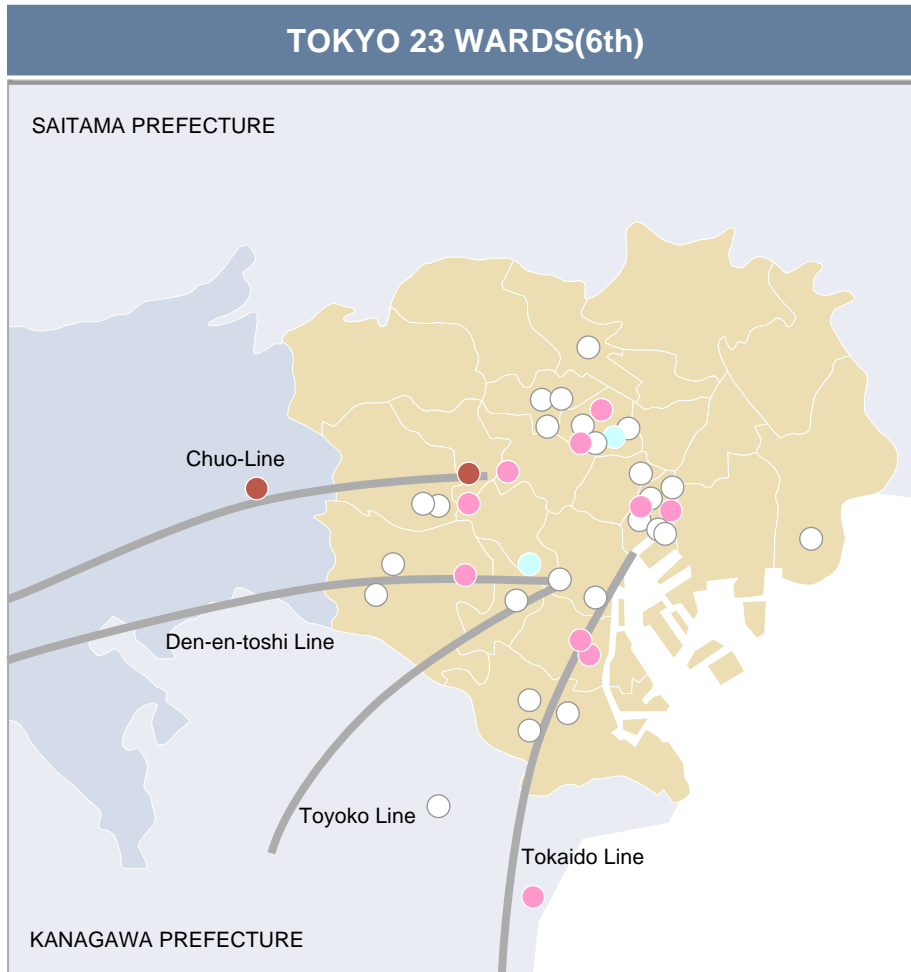 TOKYO 23 WARDS(6th)
SAITAMA PREFECTURE
Chuo-Line
Den-en-toshi Line
Toyoko Line
Tokaido Line
KANAGAWA PREFECTURE